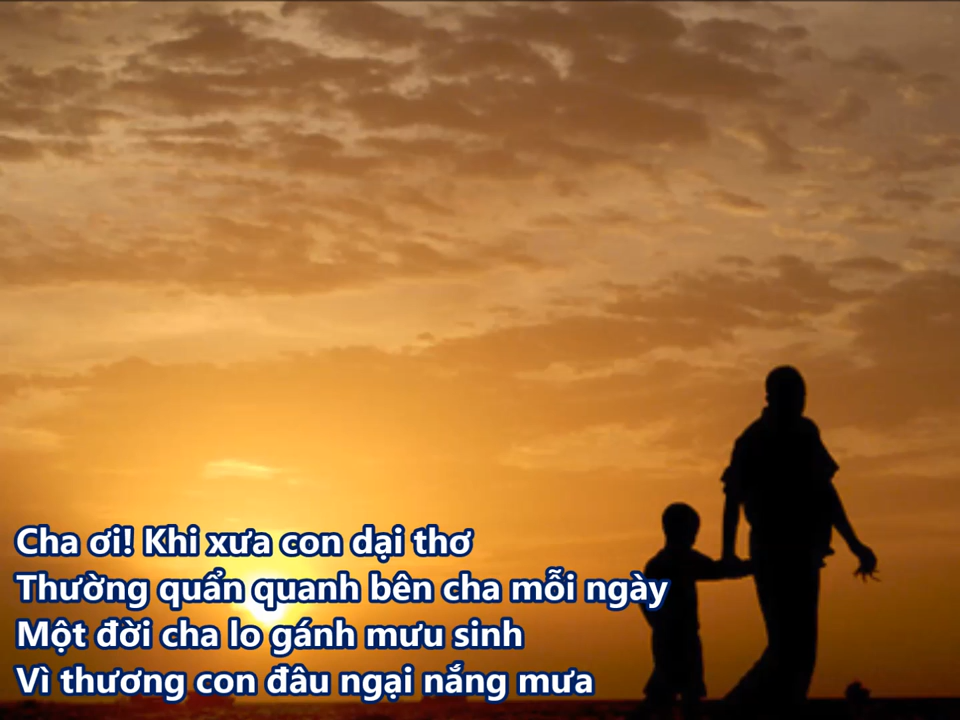 Cha ơi! Khi xưa con dại thơ
Thường quẩn quanh bên cha mỗi ngày
Một đời cha lo gánh mưu sinh
Vì thương con đâu ngại nắng mưa